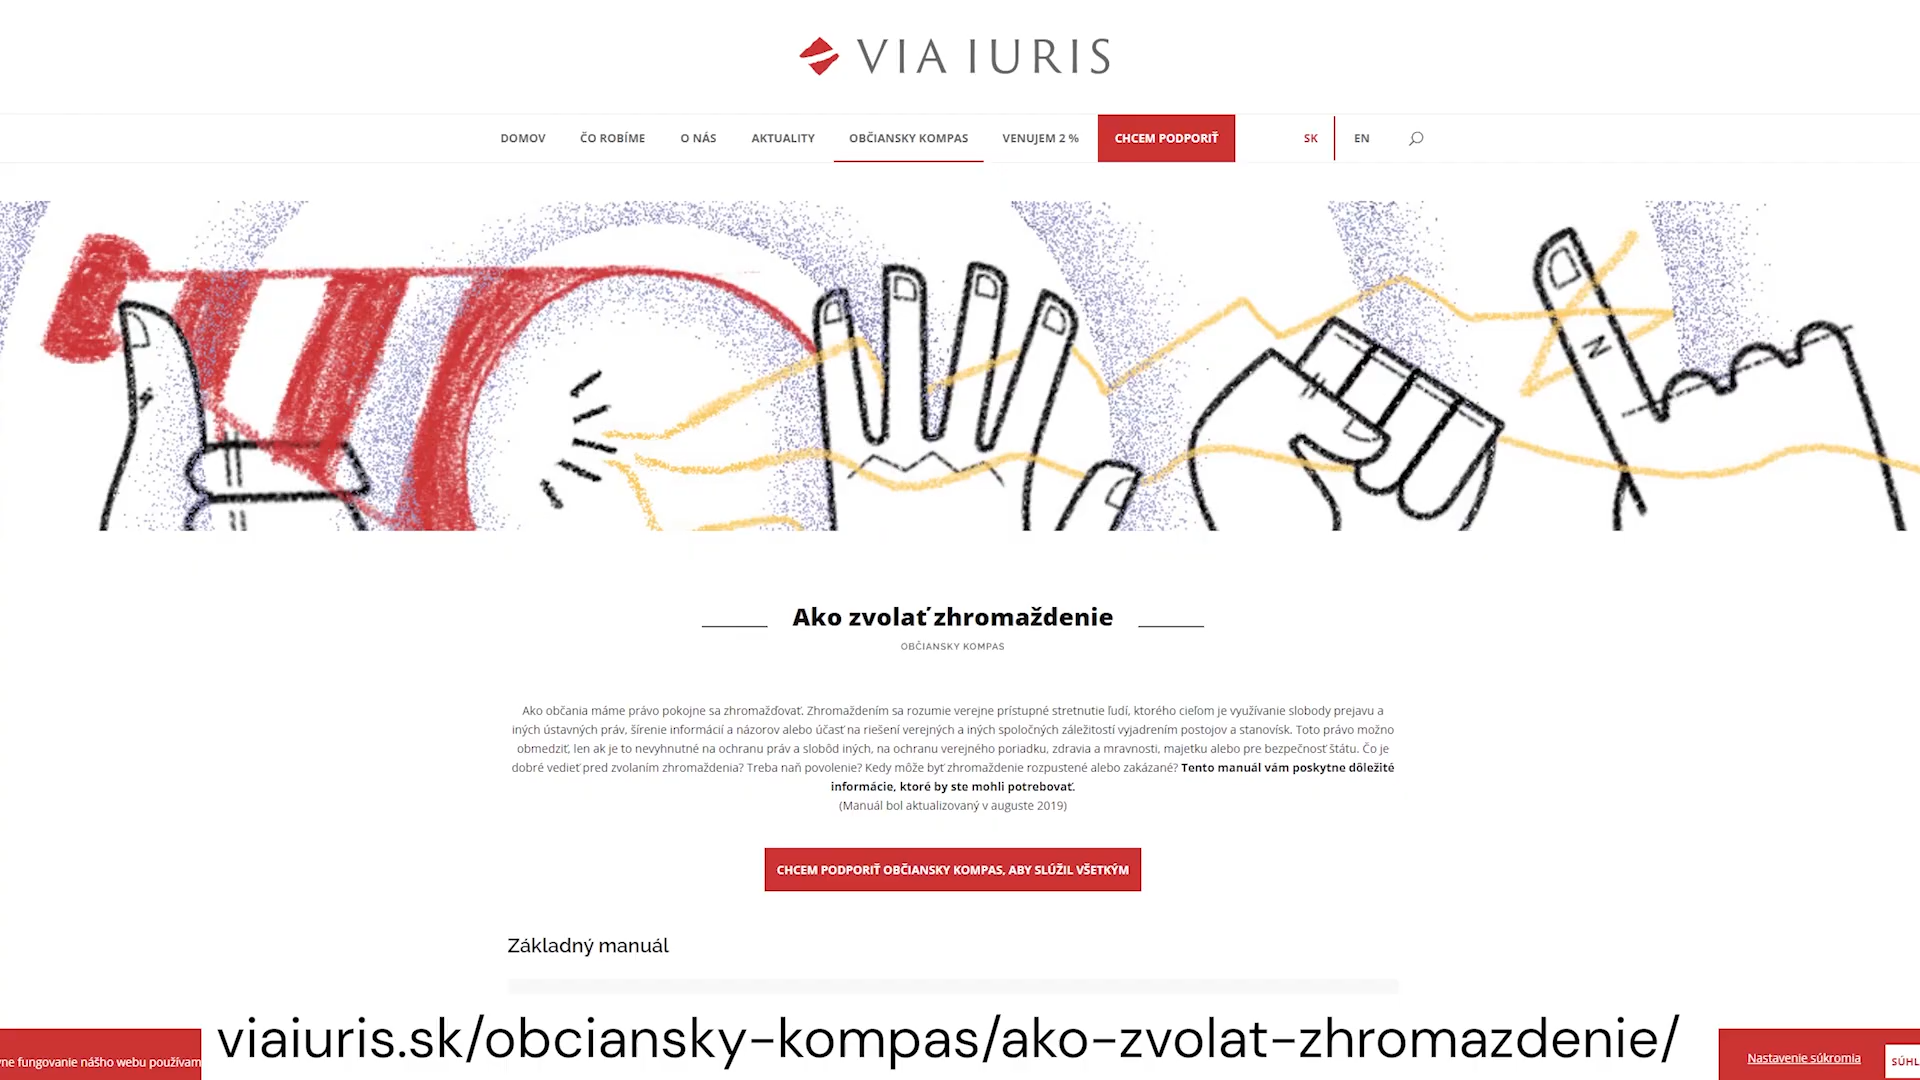 VIA IURIS
DOMOV ČO ROBÍME O NÁS AKTUALITY OBČIANSKY KOMPAS VENUJEM 2 % CHCEM PODPORIŤ SK EN
Ako zvolať zhromaždenie
OBČIANSKY KOMPAS
Ako občania máme právo pokojne sa zhromažďovať. Zhromaždením sa rozumie verejne prístupné stretnutie ľudí, ktorého cieľom je využívanie slobody prejavu a
iných ústavných práv, šírenie informácií a názorov alebo účasť na riešení verejných a iných spoločných záležitostí vyjadrením postojov a stanovísk. Toto právo možno
obmedziť, len ak je to nevyhnutné na ochranu práv a slobôd iných, na ochranu verejného poriadku, zdravia a mravnosti, majetku alebo pre bezpečnosť štátu. Čo je
dobré vedieť pred zvolaním zhromaždenia? Treba naň povolenie? Kedy môže byť zhromaždenie rozpustené alebo zakázané? Tento manuál vám poskytne dôležité
informácie, ktoré by ste mohli potrebovať.
(Manuál bol aktualizovaný v auguste 2019)
CHCEM PODPORIŤ OBČIANSKY KOMPAS, ABY SLÚŽIL VŠETKÝM
Základný manuál
viaiuris.sk/obciansky-kompas/ako-zvolat-zhromazdenie/
fungovanie nášho webu používam
Nastavenie súkromia